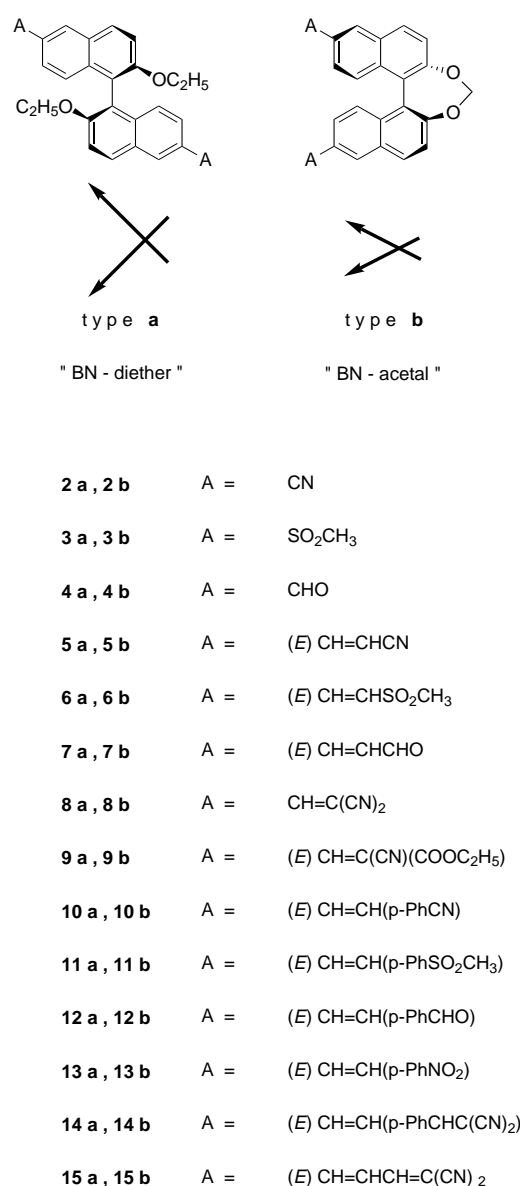 A A
OC₂H₅ O
C₂H₅O O
A A
type a type b
" BN - diether " " BN - acetal "
2 a , 2 b A = CN
3 a , 3 b A = SO₂CH₃
4 a , 4 b A = CHO
5 a , 5 b A = (E) CH=CHCN
6 a , 6 b A = (E) CH=CHSO₂CH₃
7 a , 7 b A = (E) CH=CHCHO
8 a , 8 b A = CH=C(CN)₂
9 a , 9 b A = (E) CH=C(CN)(COOC₂H₅)
10 a , 10 b A = (E) CH=CH(p-PhCN)
11 a , 11 b A = (E) CH=CH(p-PhSO₂CH₃)
12 a , 12 b A = (E) CH=CH(p-PhCHO)
13 a , 13 b A = (E) CH=CH(p-PhNO₂)
14 a , 14 b A = (E) CH=CH(p-PhCHC(CN)₂)
15 a , 15 b A = (E) CH=CHCH=C(CN) ₂